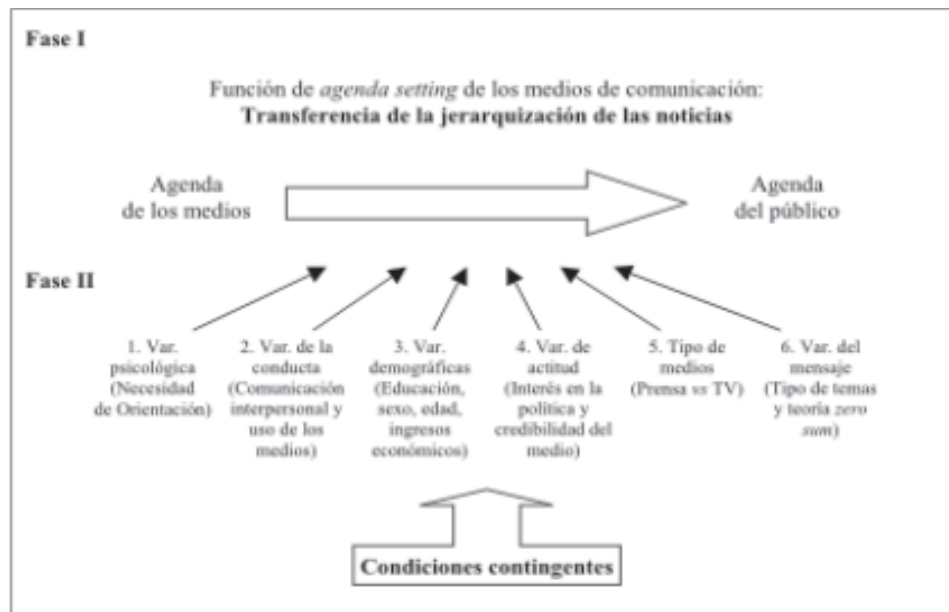 Fase I
Función de agenda setting de los medios de comunicación:
Transferencia de la jerarquización de las noticias
Agenda
de los medios
Agenda
del público
Fase II
1. Var.
psicológica
(Necesidad
de Orientación)
2. Var. de la
conducta
(Comunicación
interpersonal y
uso de los
medios)
3. Var.
demográficas
(Educación,
sexo, edad,
ingresos
económicos)
4. Var. de
actitud
(Interés en la
política y
credibilidad del
medio)
5. Tipo de
medios
(Prensa vs TV)
6. Var. del
mensaje
(Tipo de temas
y teoría zero
sum)
Condiciones contingentes